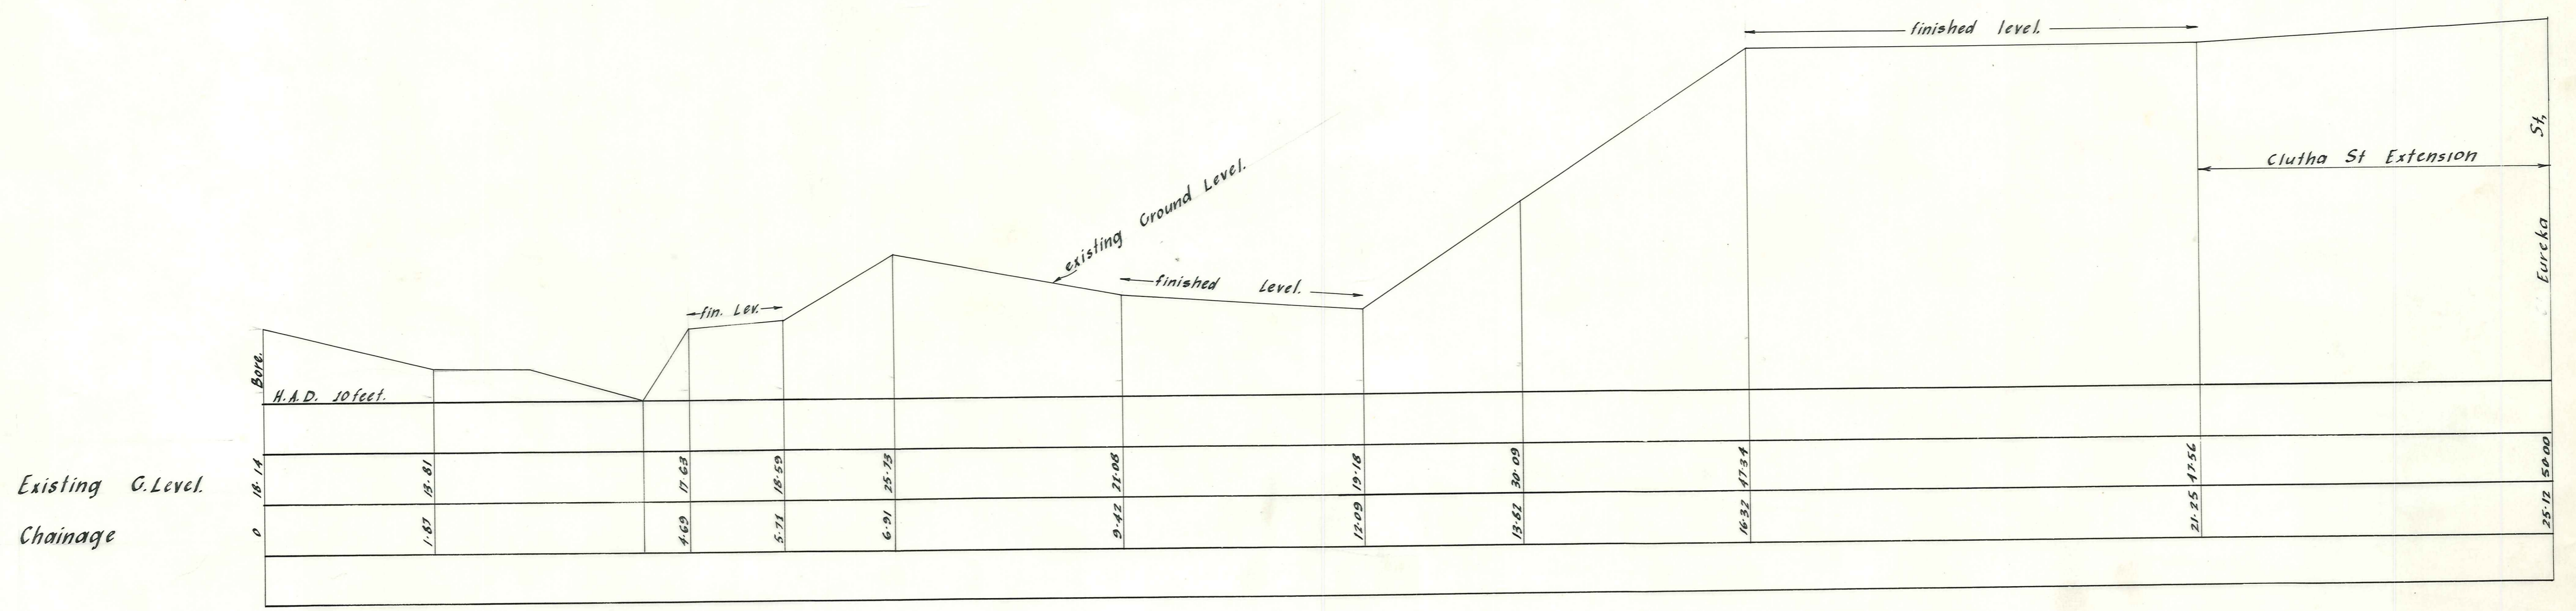 finished level.
Clutha St Extension
Eureka St,
existing Ground Level.
finished Level.
fin. Lev.
Bore.
H.A.D. 10 feet.
Existing G.Level. 18.14 13.81 17.63 18.59 25.73 21.08 19.18 30.09 47.34 47.56 50.00
Chainage 0 1.87 4.69 5.71 6.91 9.42 12.09 13.82 16.32 21.25 25.12